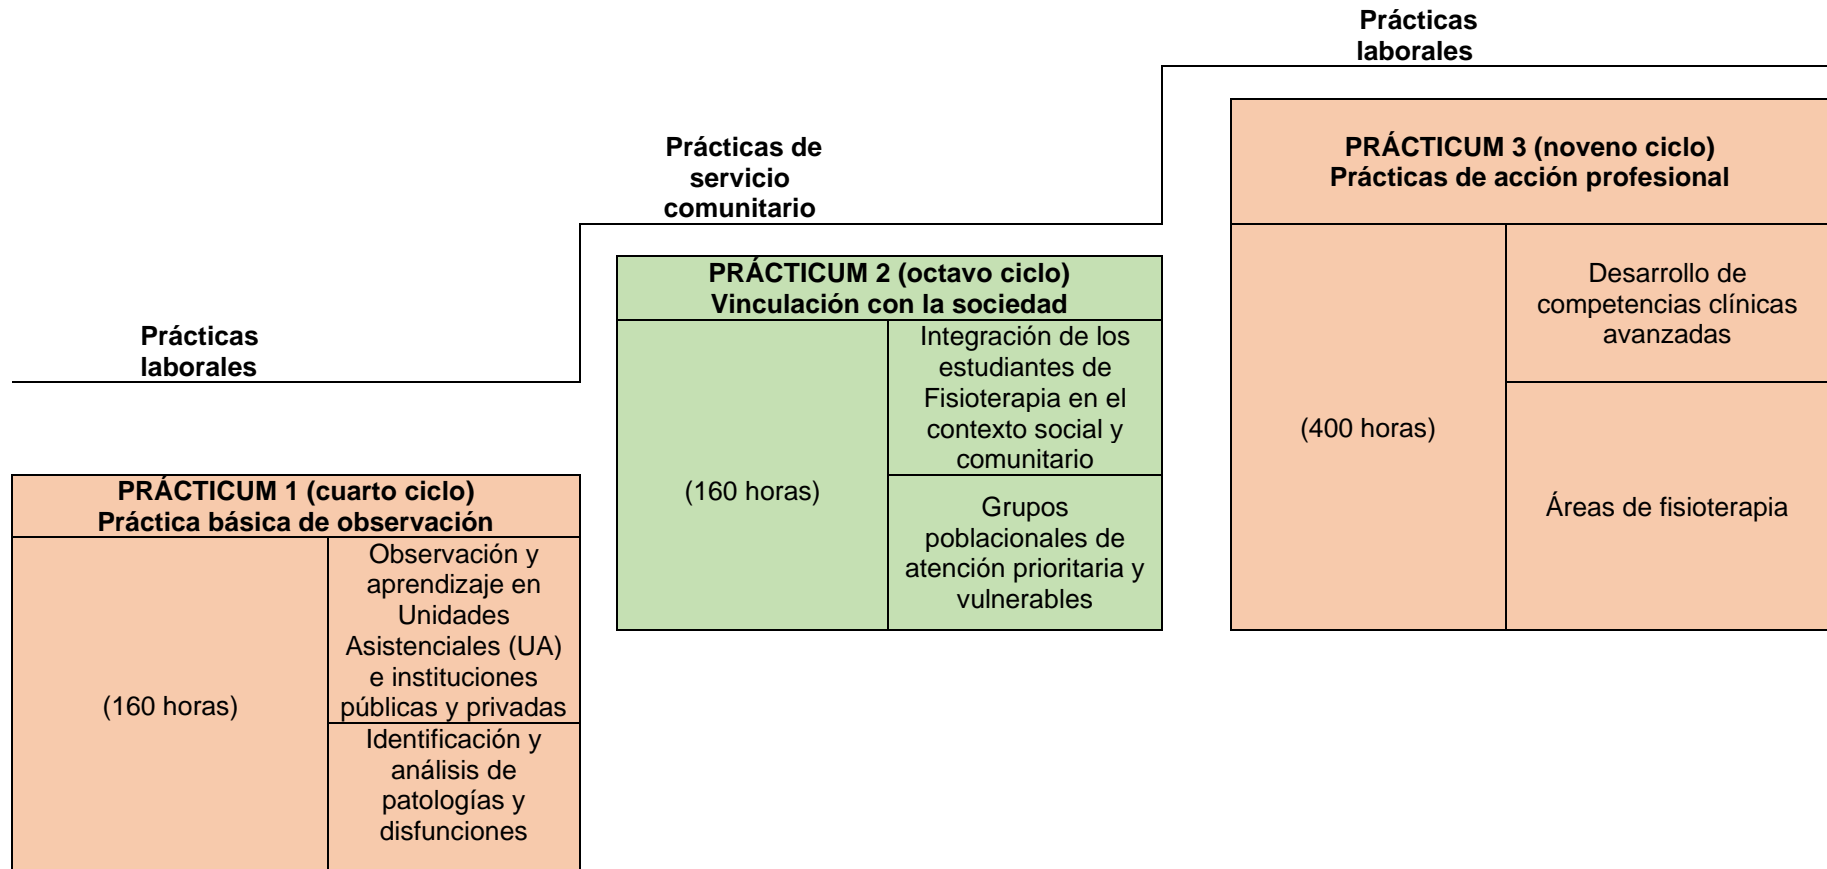 Prácticas
laborales
PRÁCTICUM 1 (cuarto ciclo)
Práctica básica de observación
(160 horas)
Observación y
aprendizaje en
Unidades
Asistenciales (UA)
e instituciones
públicas y privadas
Identificación y
análisis de
patologías y
disfunciones
Prácticas de
servicio
comunitario
PRÁCTICUM 2 (octavo ciclo)
Vinculación con la sociedad
(160 horas)
Integración de los
estudiantes de
Fisioterapia en el
contexto social y
comunitario
Grupos
poblacionales de
atención prioritaria y
vulnerables
Prácticas
laborales
PRÁCTICUM 3 (noveno ciclo)
Prácticas de acción profesional
(400 horas)
Desarrollo de
competencias clínicas
avanzadas
Áreas de fisioterapia